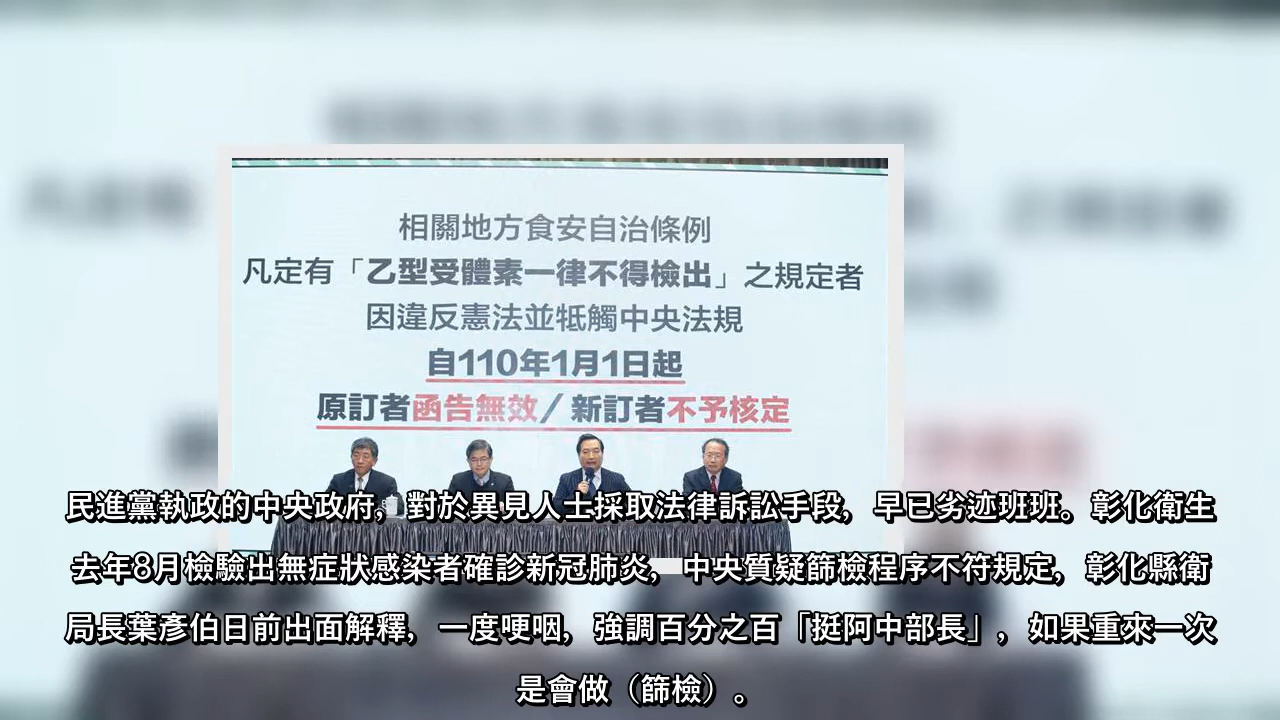 相關地方食安自治條例
凡定有「乙型受體素一律不得檢出」之規定者
因違反憲法並牴觸中央法規
自110年1月1日起
原訂者函告無效/新訂者不予核定
民進黨執政的中央政府，對於異見人士採取法律訴訟手段，早已劣迹班班。彰化衛生
去年8月檢驗出無症狀感染者確診新冠肺炎，中央質疑篩檢程序不符規定，彰化縣衛
局長葉彥伯日前出面解釋，一度哽咽，強調百分之百「挺阿中部長」，如果重來一次
是會做（篩檢）。